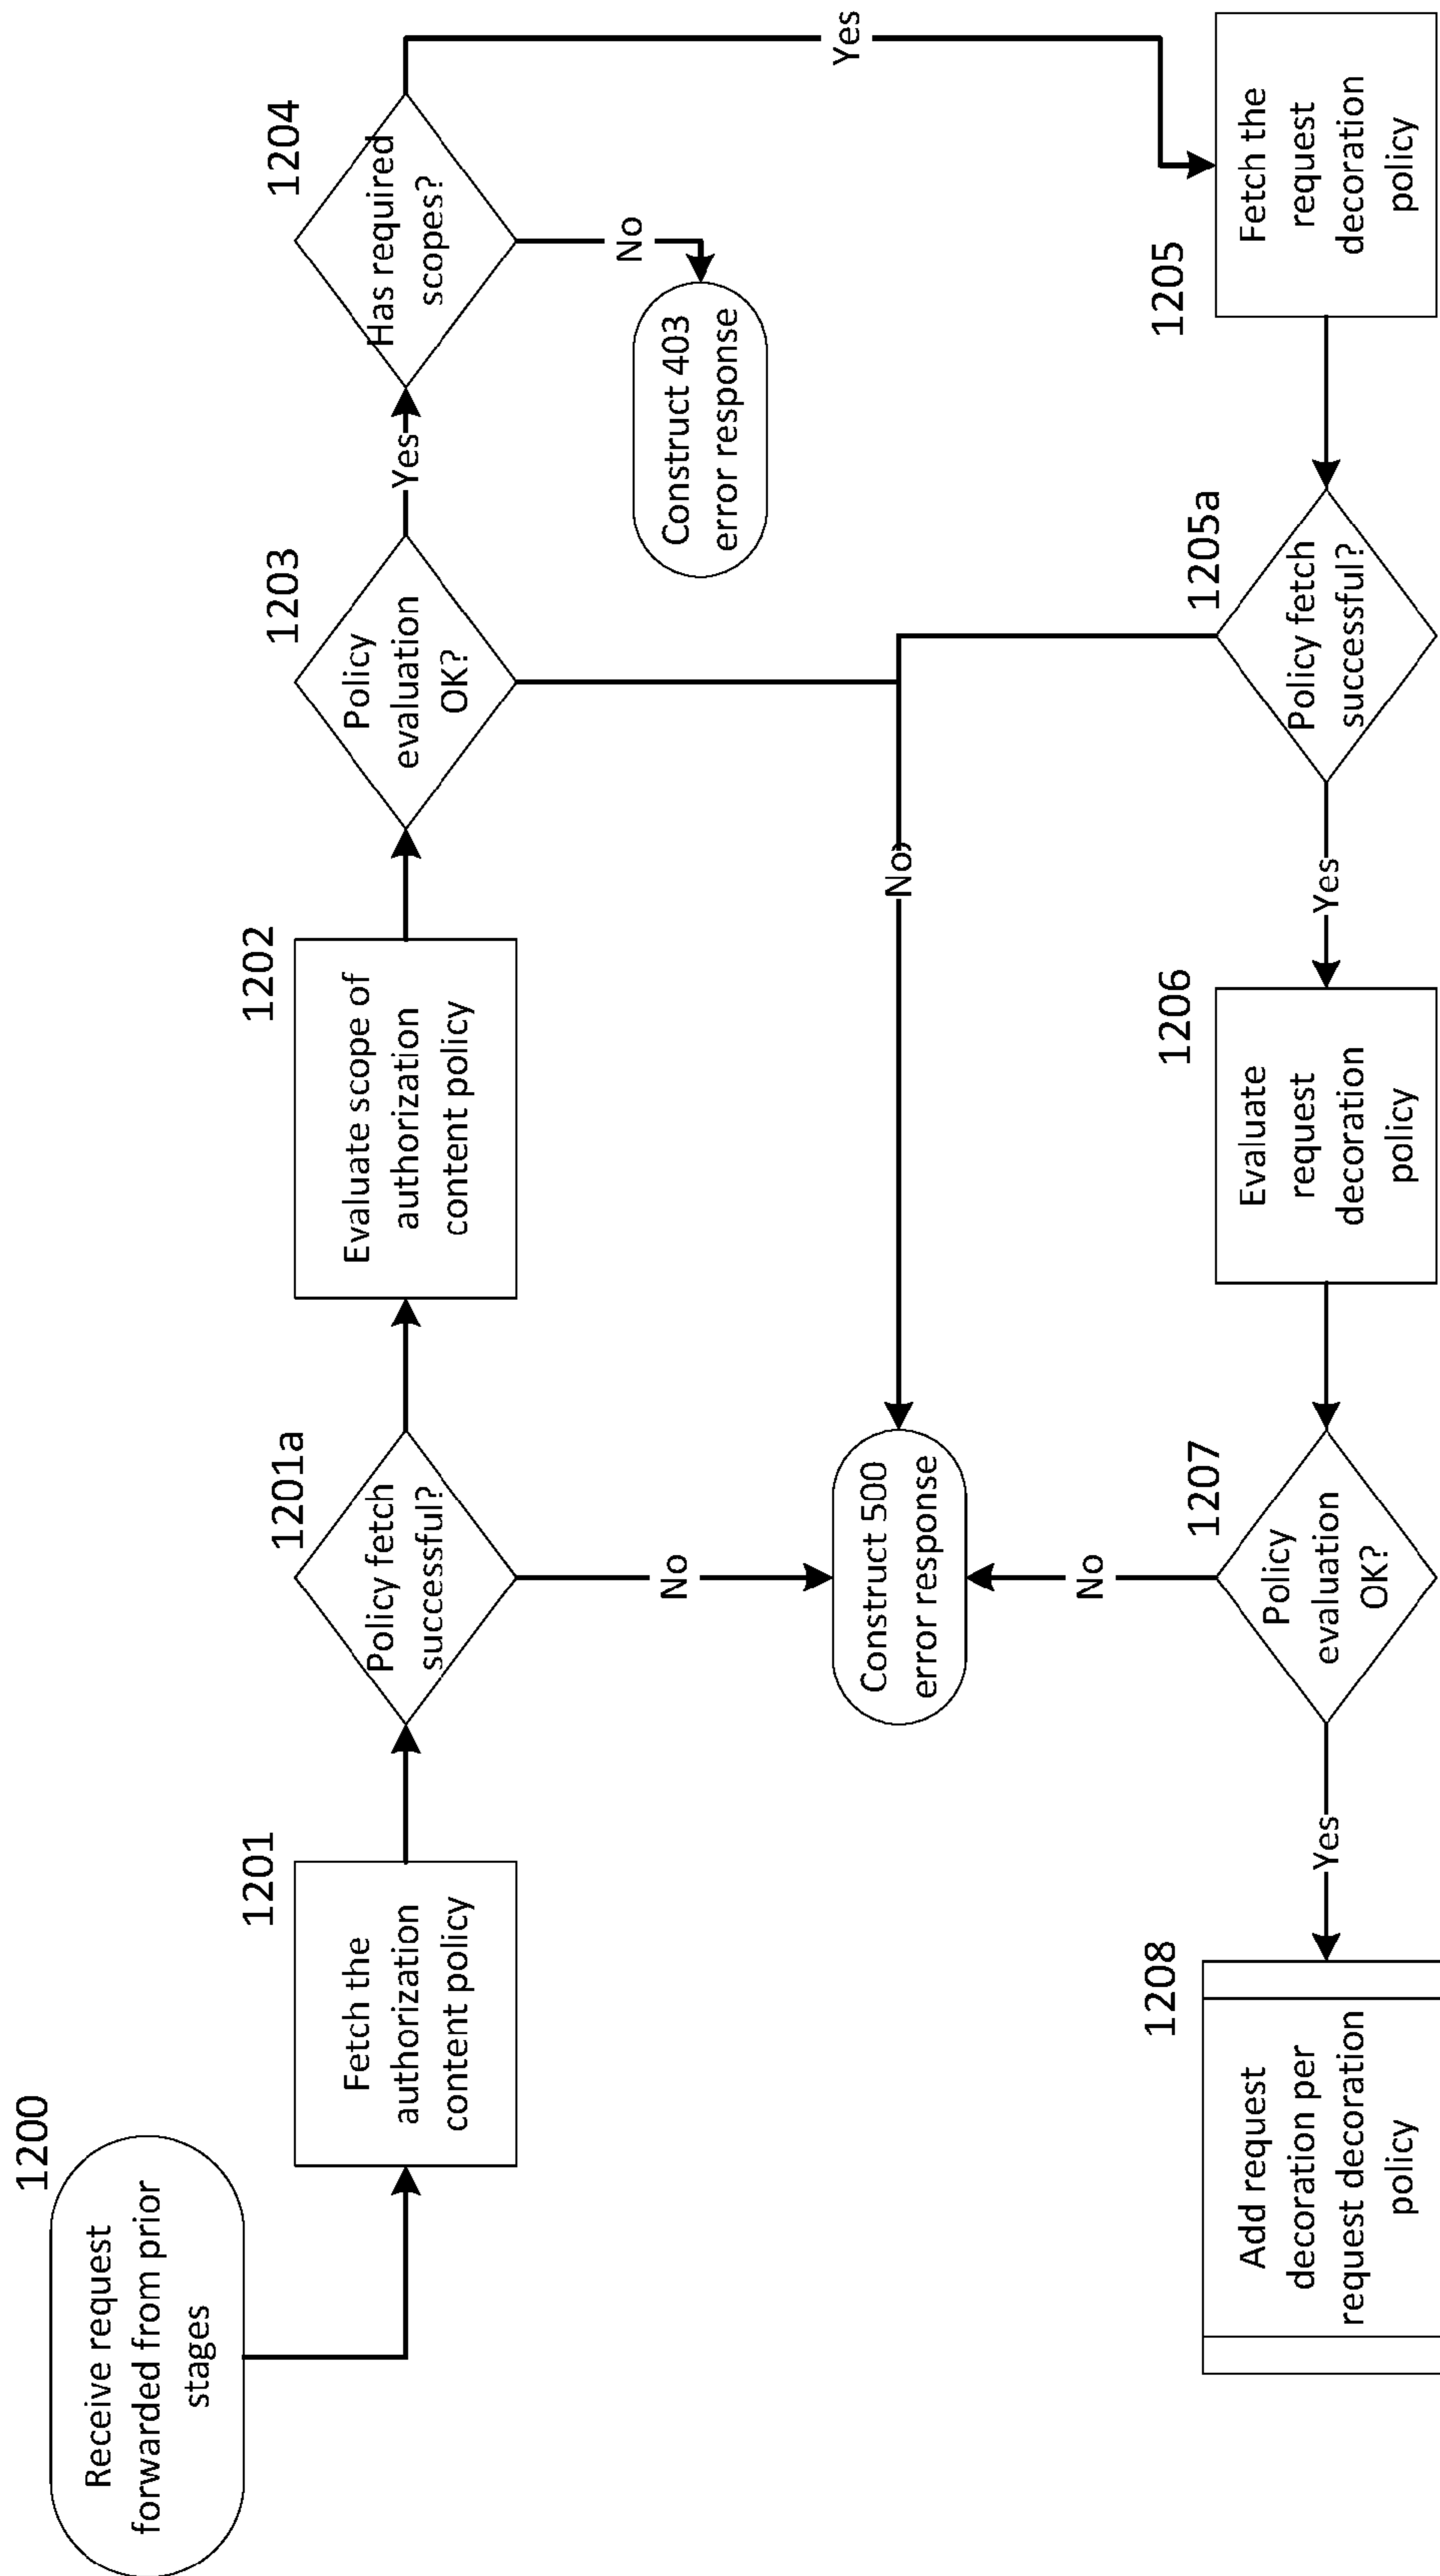 1200
Receive request
forwarded from prior
stages
1201
Fetch the
authorization
content policy
1201a
Policy fetch
successful?
No
1202
Evaluate scope of
authorization
content policy
1203
Policy
evaluation
OK?
Yes
1204
Has required
scopes?
No
Construct 403
error response
Yes
No
Construct 500
error response
1205
Fetch the
request
decoration
policy
1205a
Policy fetch
successful?
Yes
1206
Evaluate
request
decoration
policy
1207
Policy
evaluation
OK?
No
Yes
1208
Add request
decoration per
request decoration
policy